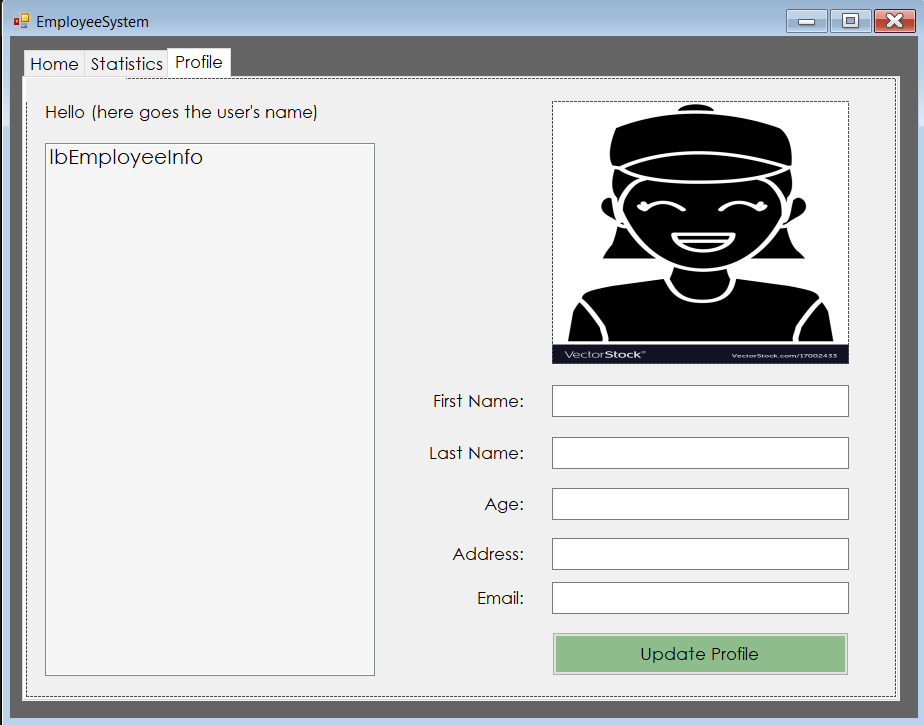 EmployeeSystem
Home
Statistics
Profile
Hello (here goes the user's name)
lbEmployeeInfo
VectorStock®
VectorStock.com/17002433
First Name:
Last Name:
Age:
Address:
Email:
Update Profile